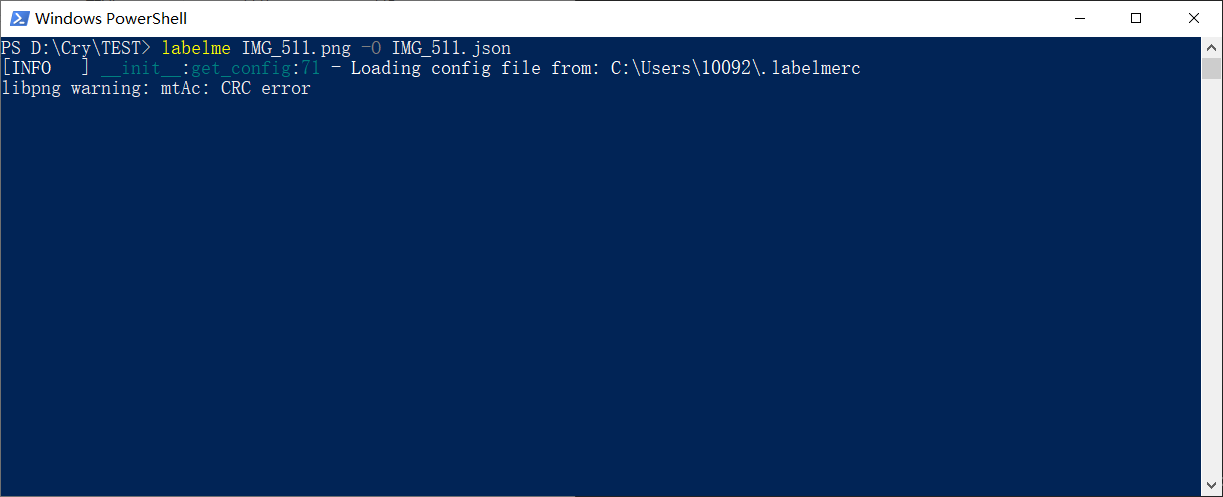 Windows PowerShell
PS D:\Cry\TEST> labelme IMG_511.png -O IMG_511.json
[INFO   ] __init__:get_config:71 - Loading config file from: C:\Users\10092\.labelmerc
libpng warning: mtAc: CRC error